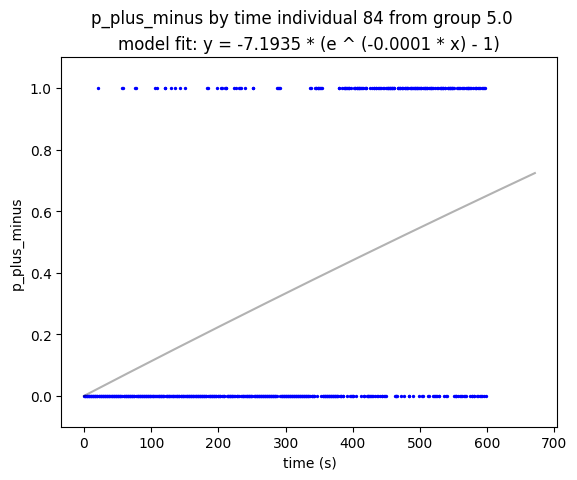 p_plus_minus by time individual 84 from group 5.0
model fit: y = -7.1935 * (e ^ (-0.0001 * x) - 1)
1.0
0.8
0.6
0.4
0.2
0.0
p_plus_minus
0 100 200 300 400 500 600 700
time (s)